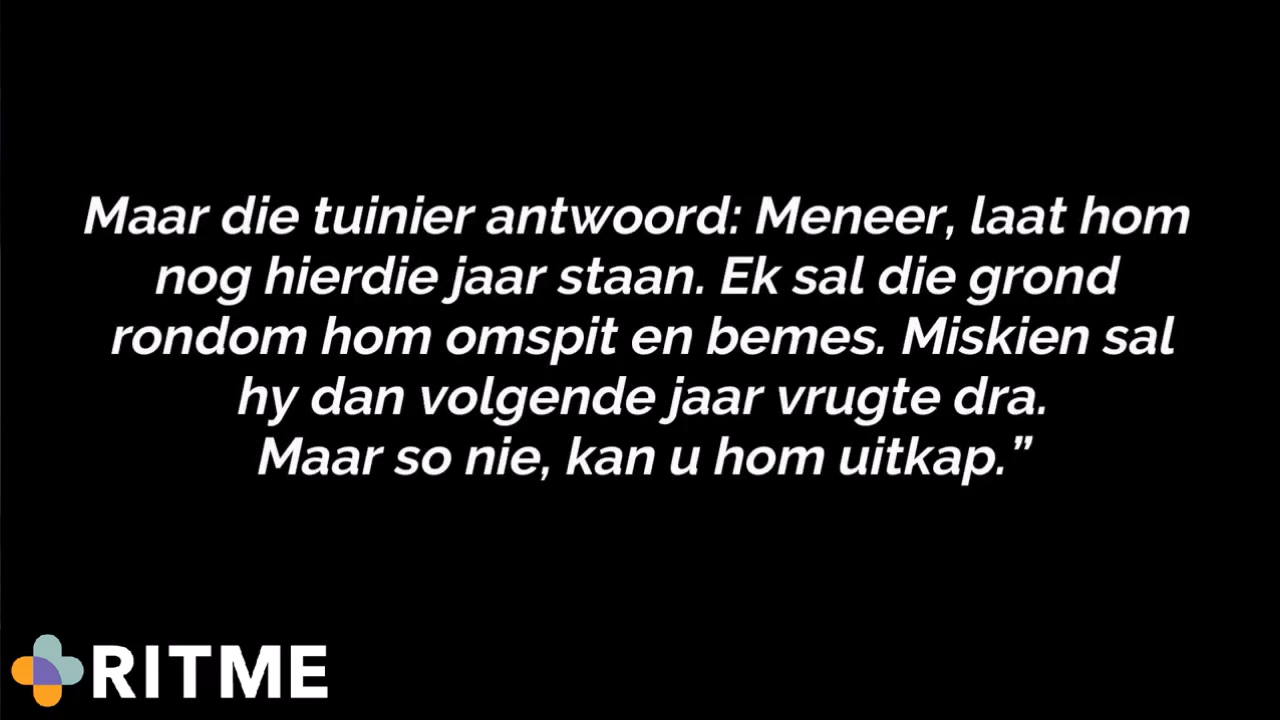 Maar die tuinier antwoord: Meneer, laat hom
nog hierdie jaar staan. Ek sal die grond
rondom hom omspit en bemes. Miskien sal
hy dan volgende jaar vrugte dra.
Maar so nie, kan u hom uitkap.”
RITME